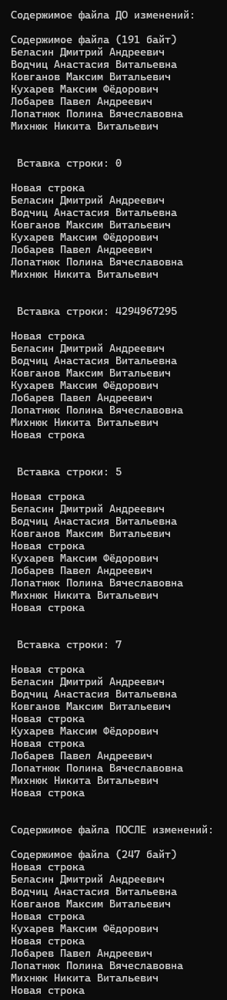 Содержимое файла ДО изменений:
Содержимое файла (191 байт)
Беласин Дмитрий Андреевич
Водчиц Анастасия Витальевна
Ковганов Максим Витальевич
Кухарев Максим Фёдорович
Лобарев Павел Андреевич
Лопатнюк Полина Вячеславовна
Михнюк Никита Витальевич
Вставка строки: 0
Новая строка
Беласин Дмитрий Андреевич
Водчиц Анастасия Витальевна
Ковганов Максим Витальевич
Кухарев Максим Фёдорович
Лобарев Павел Андреевич
Лопатнюк Полина Вячеславовна
Михнюк Никита Витальевич
Вставка строки: 4294967295
Новая строка
Беласин Дмитрий Андреевич
Водчиц Анастасия Витальевна
Ковганов Максим Витальевич
Кухарев Максим Фёдорович
Лобарев Павел Андреевич
Лопатнюк Полина Вячеславовна
Михнюк Никита Витальевич
Новая строка
Вставка строки: 5
Новая строка
Беласин Дмитрий Андреевич
Водчиц Анастасия Витальевна
Ковганов Максим Витальевич
Новая строка
Кухарев Максим Фёдорович
Лобарев Павел Андреевич
Лопатнюк Полина Вячеславовна
Михнюк Никита Витальевич
Новая строка
Вставка строки: 7
Новая строка
Беласин Дмитрий Андреевич
Водчиц Анастасия Витальевна
Ковганов Максим Витальевич
Новая строка
Кухарев Максим Фёдорович
Новая строка
Лобарев Павел Андреевич
Лопатнюк Полина Вячеславовна
Михнюк Никита Витальевич
Новая строка
Содержимое файла ПОСЛЕ изменений:
Содержимое файла (247 байт)
Новая строка
Беласин Дмитрий Андреевич
Водчиц Анастасия Витальевна
Ковганов Максим Витальевич
Новая строка
Кухарев Максим Фёдорович
Новая строка
Лобарев Павел Андреевич
Лопатнюк Полина Вячеславовна
Михнюк Никита Витальевич
Новая строка